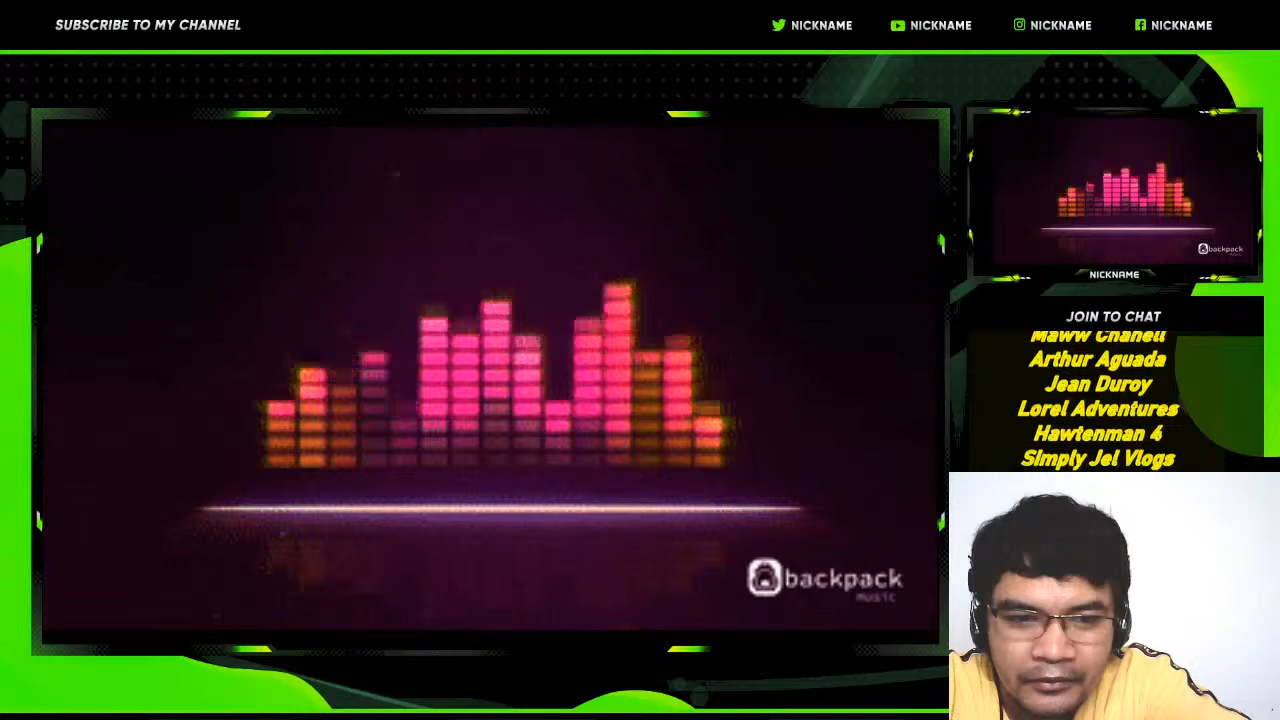 SUBSCRIBE TO MY CHANNEL
NICKNAME
NICKNAME
NICKNAME
NICKNAME
backpack
music
backpack
music
NICKNAME
JOIN TO CHAT
Maww Chanell
Arthur Aguada
Jean Duroy
Lorel Adventures
Hawtenman 4
Simply Jel Vlogs